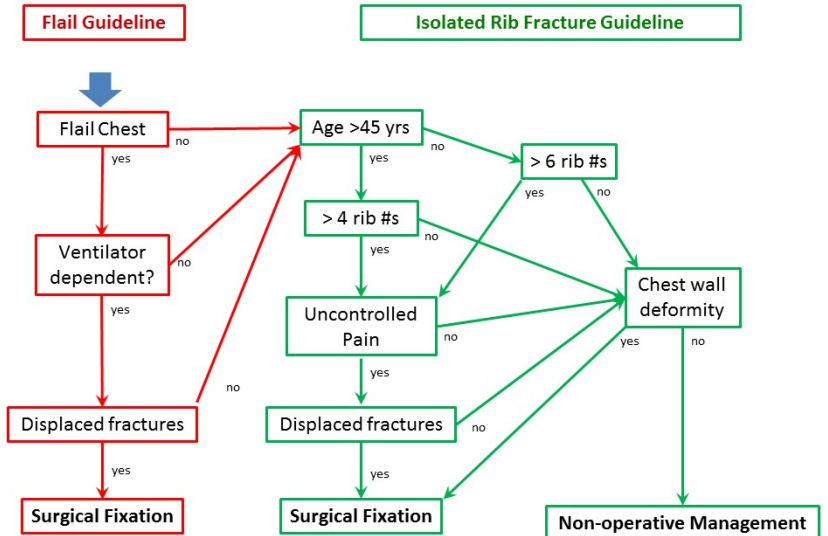 Flail Guideline
Isolated Rib Fracture Guideline
Flail Chest
no
yes
Age >45 yrs
no
yes
> 6 rib #s
yes
no
> 4 rib #s
no
yes
Ventilator
dependent?
no
yes
Chest wall
deformity
yes
no
Uncontrolled
Pain
no
yes
Displaced fractures
no
yes
Displaced fractures
no
yes
Surgical Fixation
Surgical Fixation
Non-operative Management